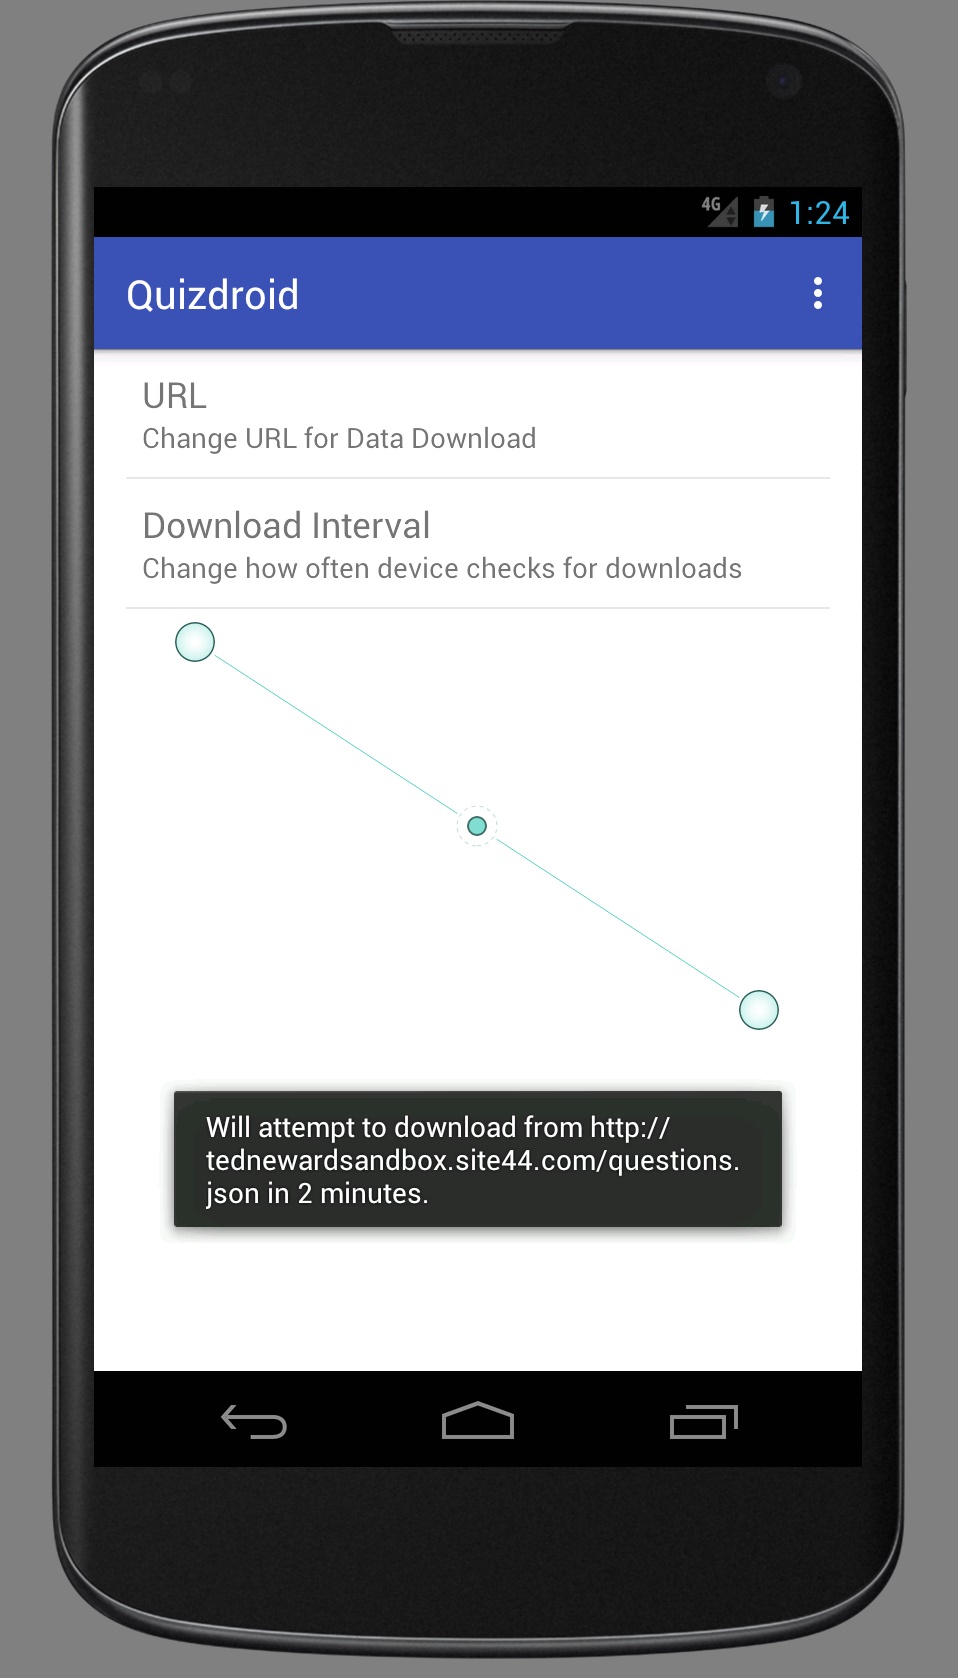 4G 1:24
Quizdroid
URL
Change URL for Data Download
Download Interval
Change how often device checks for downloads
Will attempt to download from http://
tednewardsandbox.site44.com/questions.
json in 2 minutes.